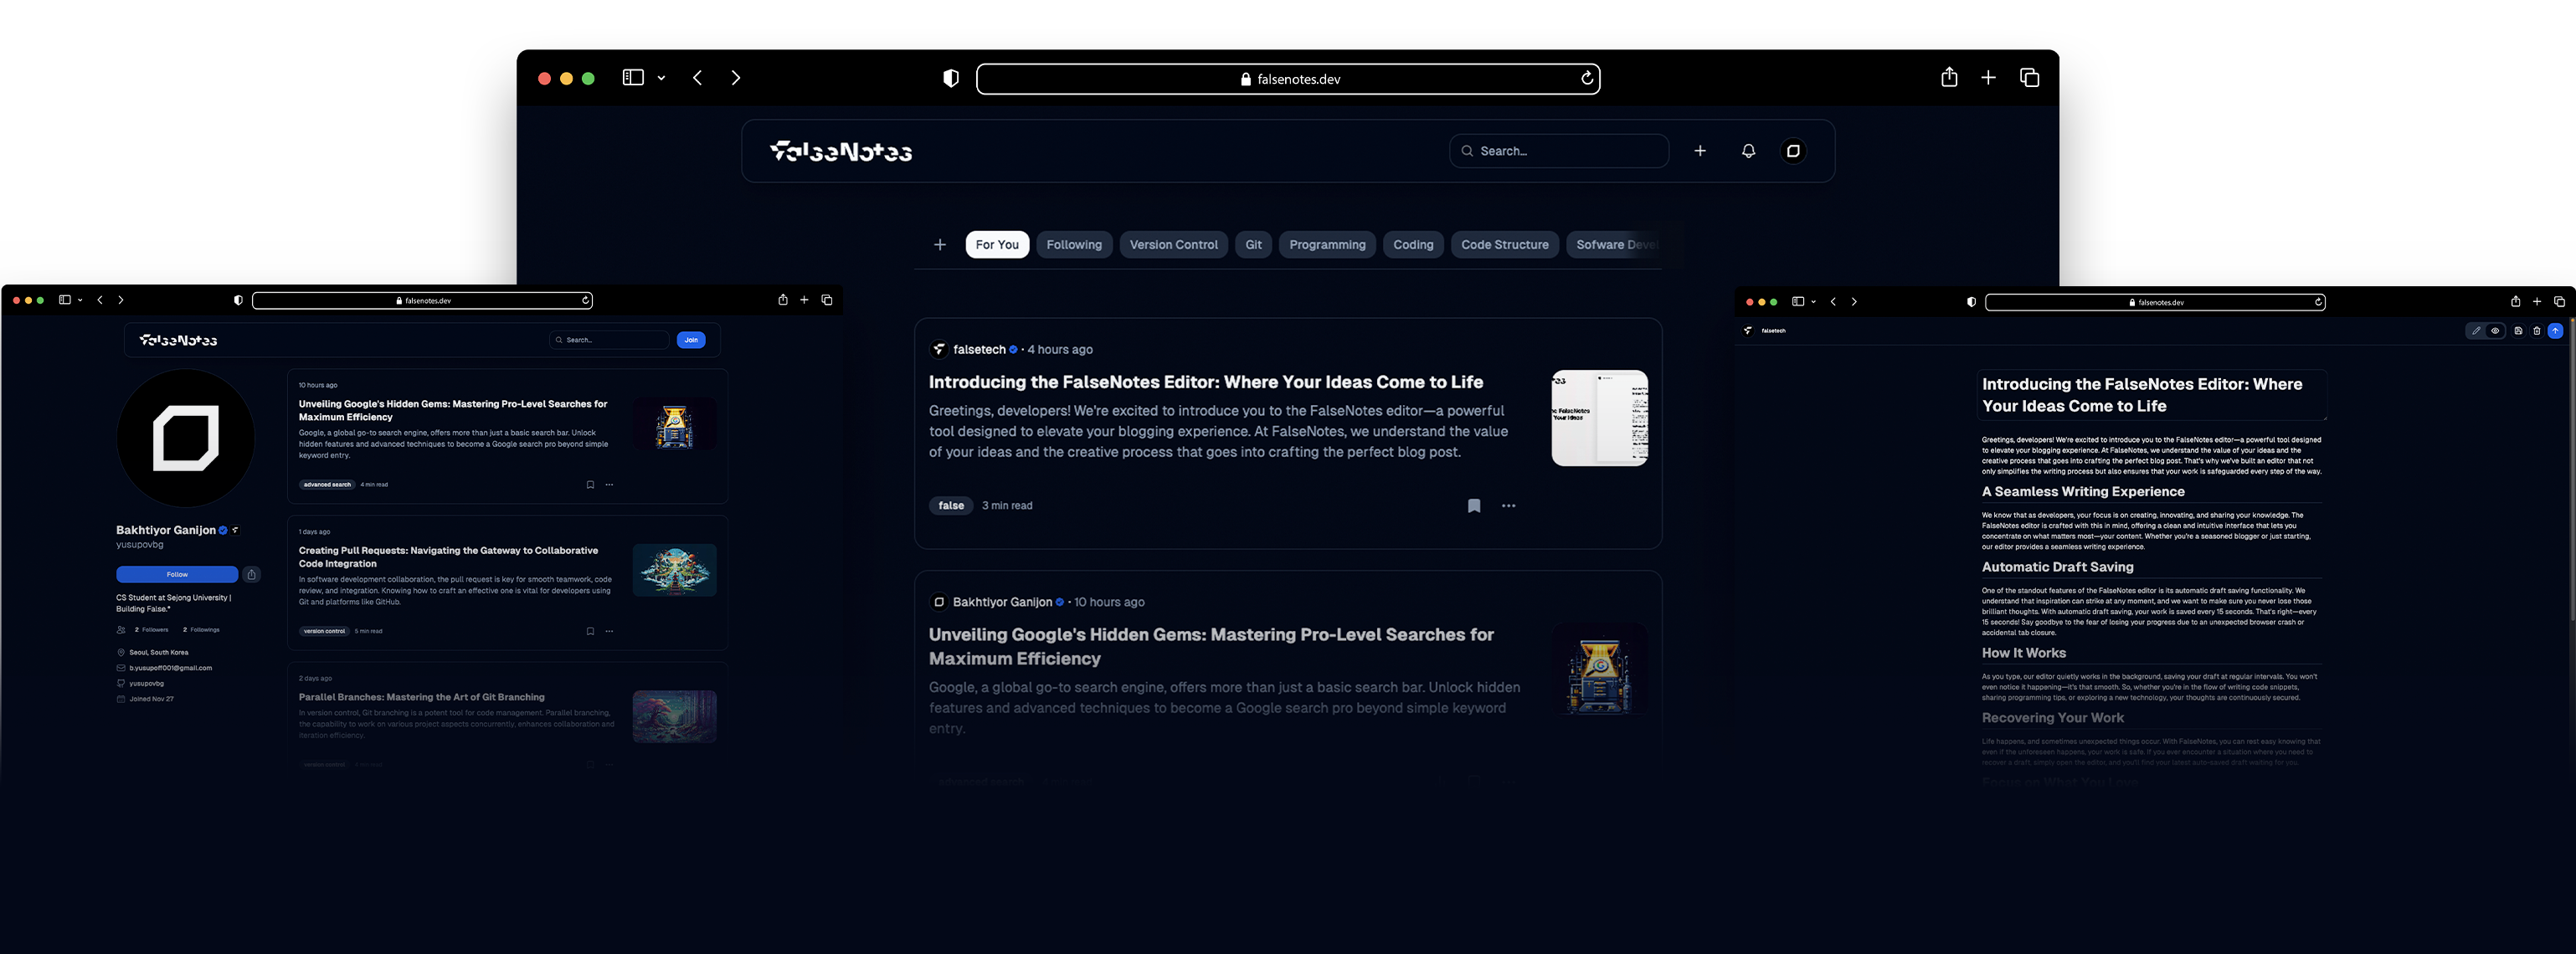 falsenotes.dev
FalseNotes
Search...
For You
Following
Version Control
Git
Programming
Coding
Code Structure
Sofware Devel
falsetech · 4 hours ago
Introducing the FalseNotes Editor: Where Your Ideas Come to Life
Greetings, developers! We're excited to introduce you to the FalseNotes editor—a powerful
tool designed to elevate your blogging experience. At FalseNotes, we understand the value
of your ideas and the creative process that goes into crafting the perfect blog post.
false
3 min read
Bakhtiyor Ganijon · 10 hours ago
Unveiling Google's Hidden Gems: Mastering Pro-Level Searches for
Maximum Efficiency
Google, a global go-to search engine, offers more than just a basic search bar. Unlock hidden
features and advanced techniques to become a Google search pro beyond simple keyword
entry.
falsenotes.dev
FalseNotes
Search...
Join
Bakhtiyor Ganijon
yusupovbg
Follow
CS Student at Sejong University |
Building False.*
2 Followers
2 Followings
Seoul, South Korea
b.yusupoff001@gmail.com
yusupovbg
Joined Nov 27
10 hours ago
Unveiling Google's Hidden Gems: Mastering Pro-Level Searches for
Maximum Efficiency
Google, a global go-to search engine, offers more than just a basic search bar. Unlock
hidden features and advanced techniques to become a Google search pro beyond simple
keyword entry.
advanced search
4 min read
1 days ago
Creating Pull Requests: Navigating the Gateway to Collaborative
Code Integration
In software development collaboration, the pull request is key for smooth teamwork, code
review, and integration. Knowing how to craft an effective one is vital for developers using
Git and platforms like GitHub.
version control
5 min read
2 days ago
Parallel Branches: Mastering the Art of Git Branching
In version control, Git branching is a potent tool for code management. Parallel branching,
the capability to work on various project aspects concurrently, enhances collaboration and
iteration efficiency.
version control
falsenotes.dev
falsetech
Introducing the FalseNotes Editor: Where
Your Ideas Come to Life
Greetings, developers! We're excited to introduce you to the FalseNotes editor—a powerful tool designed
to elevate your blogging experience. At FalseNotes, we understand the value of your ideas and the
creative process that goes into crafting the perfect blog post. That's why we've built an editor that not
only simplifies the writing process but also ensures that your work is safeguarded every step of the way.
A Seamless Writing Experience
We know that as developers, your focus is on creating, innovating, and sharing your knowledge. The
FalseNotes editor is crafted with this in mind, offering a clean and intuitive interface that lets you
concentrate on what matters most—your content. Whether you're a seasoned blogger or just starting,
our editor provides a seamless writing experience.
Automatic Draft Saving
One of the standout features of the FalseNotes editor is its automatic draft saving functionality. We
understand that inspiration can strike at any moment, and we want to make sure you never lose those
brilliant thoughts. With automatic draft saving, your work is saved every 15 seconds. That's right—every
15 seconds! Say goodbye to the fear of losing your progress due to an unexpected browser crash or
accidental tab closure.
How It Works
As you type, our editor quietly works in the background, saving your draft at regular intervals. You won't
even notice it happening—it's that smooth. So, whether you're in the flow of writing code snippets,
sharing programming tips, or exploring a new technology, your thoughts are continuously secured.
Recovering Your Work
Life happens, and sometimes unexpected things occur. With FalseNotes, you can rest easy knowing that
even if the unforeseen happens, your work is safe. If you ever encounter a situation where you need to
recover a draft, simply open the editor, and you'll find your latest auto-saved draft waiting for you.
Focus on What You Love